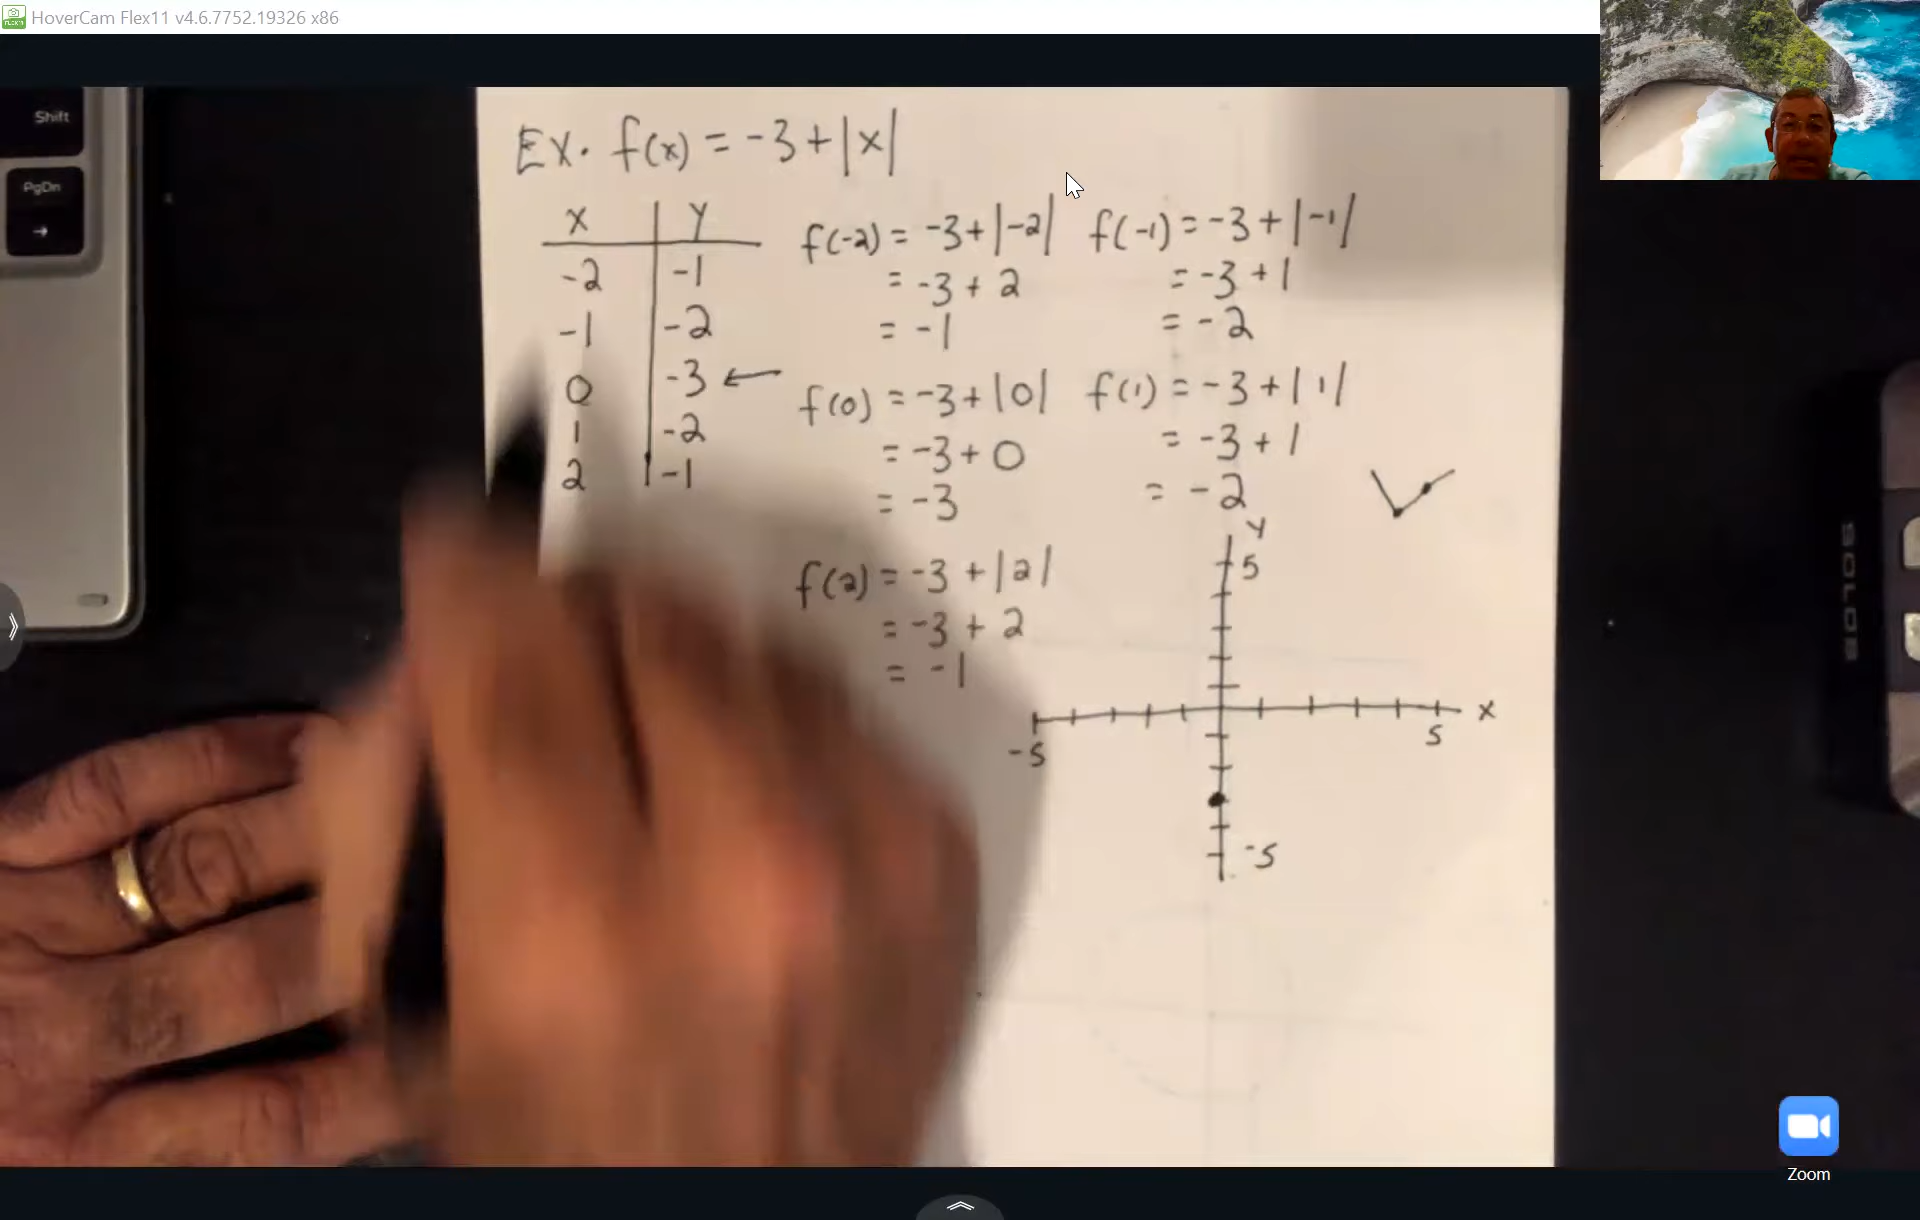 HoverCam Flex11 v4.6.7752.19326 x86
Shift
PgDn
→
EX. f(x) = -3+|x|
x y
-2 -1
-1 -2
0 -3 ←
1 -2
2 -1
f(-2) = -3+|-2|
= -3+2
= -1
f(-1) = -3+|-1|
= -3+1
= -2
f(0) = -3+|0|
= -3+0
= -3
f(1) = -3+|1|
= -3+1
= -2
f(2) = -3+|2|
= -3+2
= -1
y
5
x
-5
5
-5
SOLO8
Zoom